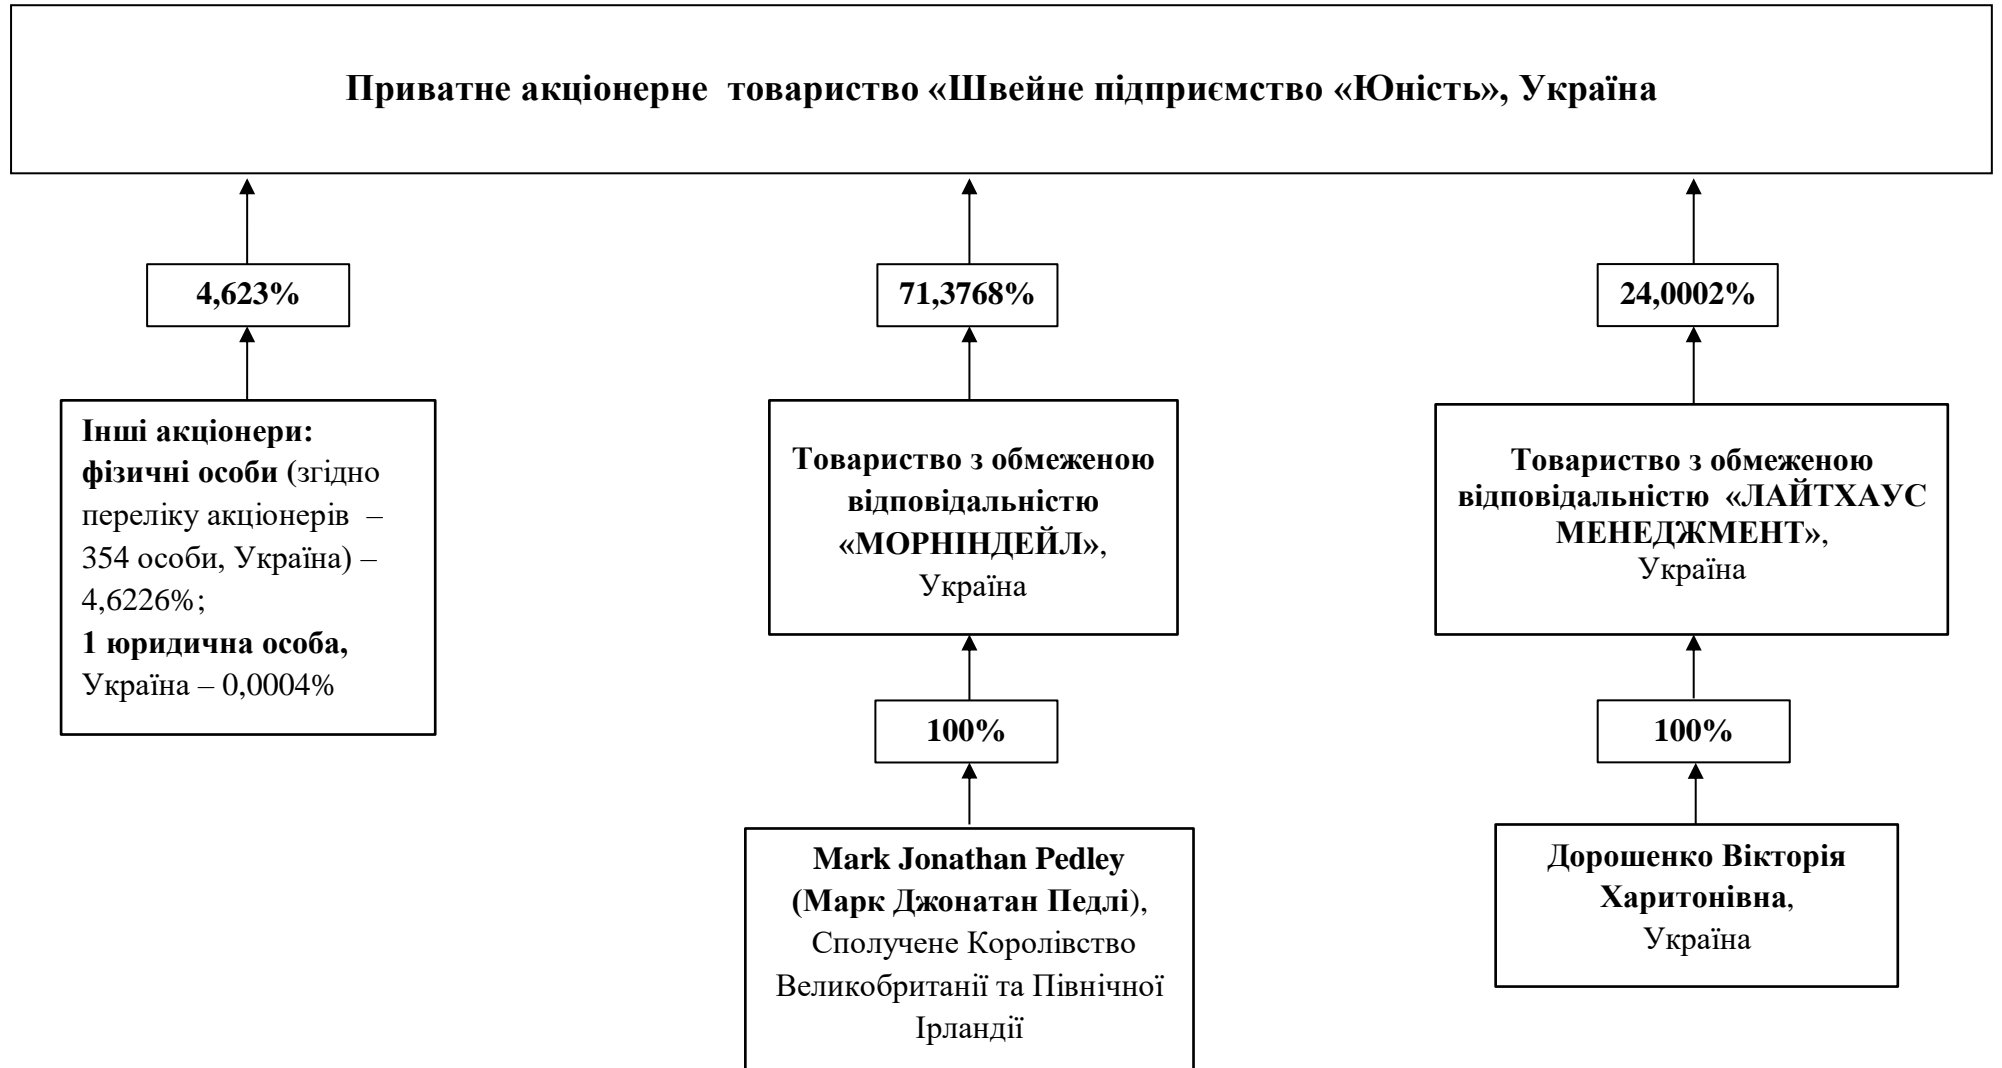 Приватне акціонерне товариство «Швейне підприємство «Юність», Україна
4,623%
71,3768%
24,0002%
Інші акціонери:
фізичні особи (згідно
переліку акціонерів –
354 особи, Україна) –
4,6226%;
1 юридична особа,
Україна – 0,0004%
Товариство з обмеженою
відповідальністю
«МОРНІНДЕЙЛ»,
Україна
Товариство з обмеженою
відповідальністю «ЛАЙТХАУС
МЕНЕДЖМЕНТ»,
Україна
100%
100%
Mark Jonathan Pedley
(Марк Джонатан Педлі),
Сполучене Королівство
Великобританії та Північної
Ірландії
Дорошенко Вікторія
Харитонівна,
Україна